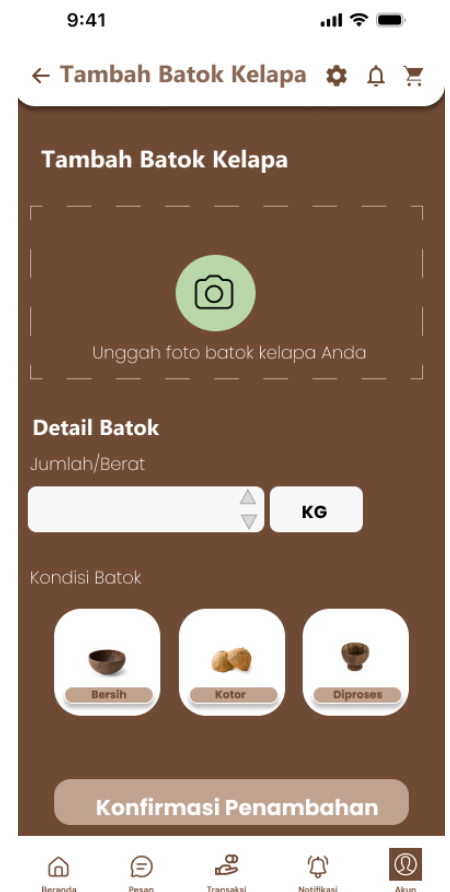 9:41
Tambah Batok Kelapa
Tambah Batok Kelapa
Unggah foto batok kelapa Anda
Detail Batok
Jumlah/Berat
KG
Kondisi Batok
Bersih Kotor Diproses
Konfirmasi Penambahan
Beranda Pesan Transaksi Notifikasi Akun